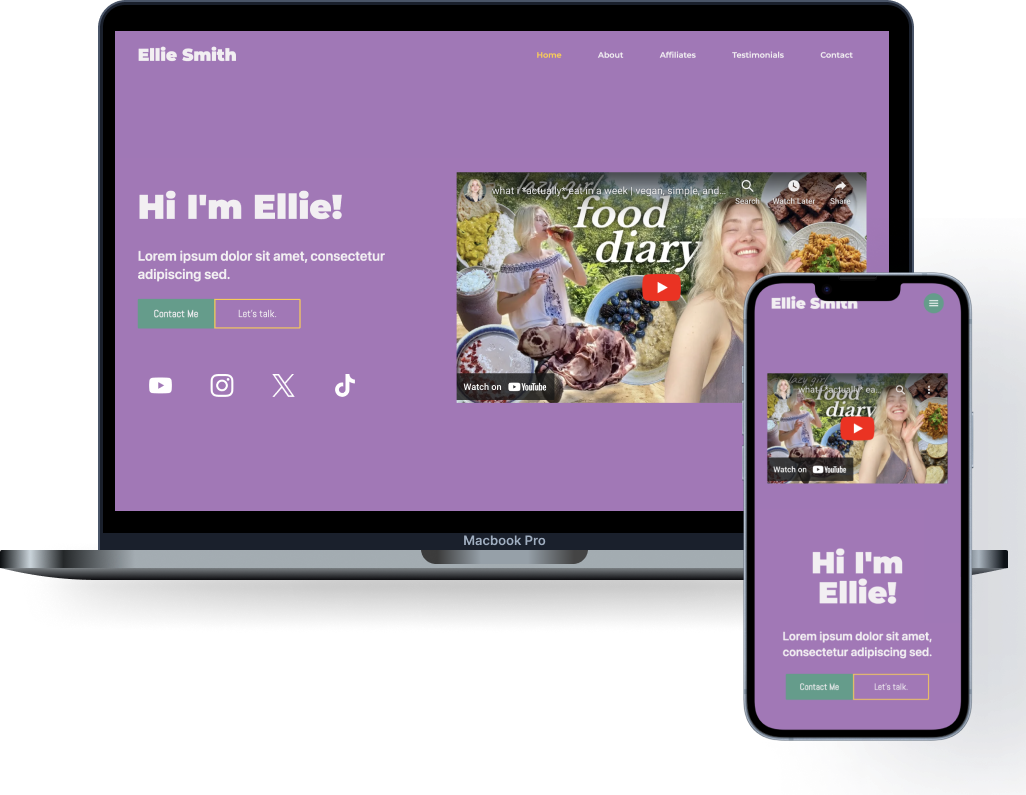 Ellie Smith
Home About Affiliates Testimonials Contact
what i *actually* eat in a week | vegan, simple, and...
Search Watch Later Share
lazy girl
food
diary
Watch on YouTube
Hi I'm Ellie!
Lorem ipsum dolor sit amet, consectetur
adipiscing sed.
Contact Me Let's talk.
Macbook Pro
Ellie Smith
what i *actually* ea...
lazy girl
food
diary
Watch on YouTube
Hi I'm
Ellie!
Lorem ipsum dolor sit amet,
consectetur adipiscing sed.
Contact Me Let's talk.